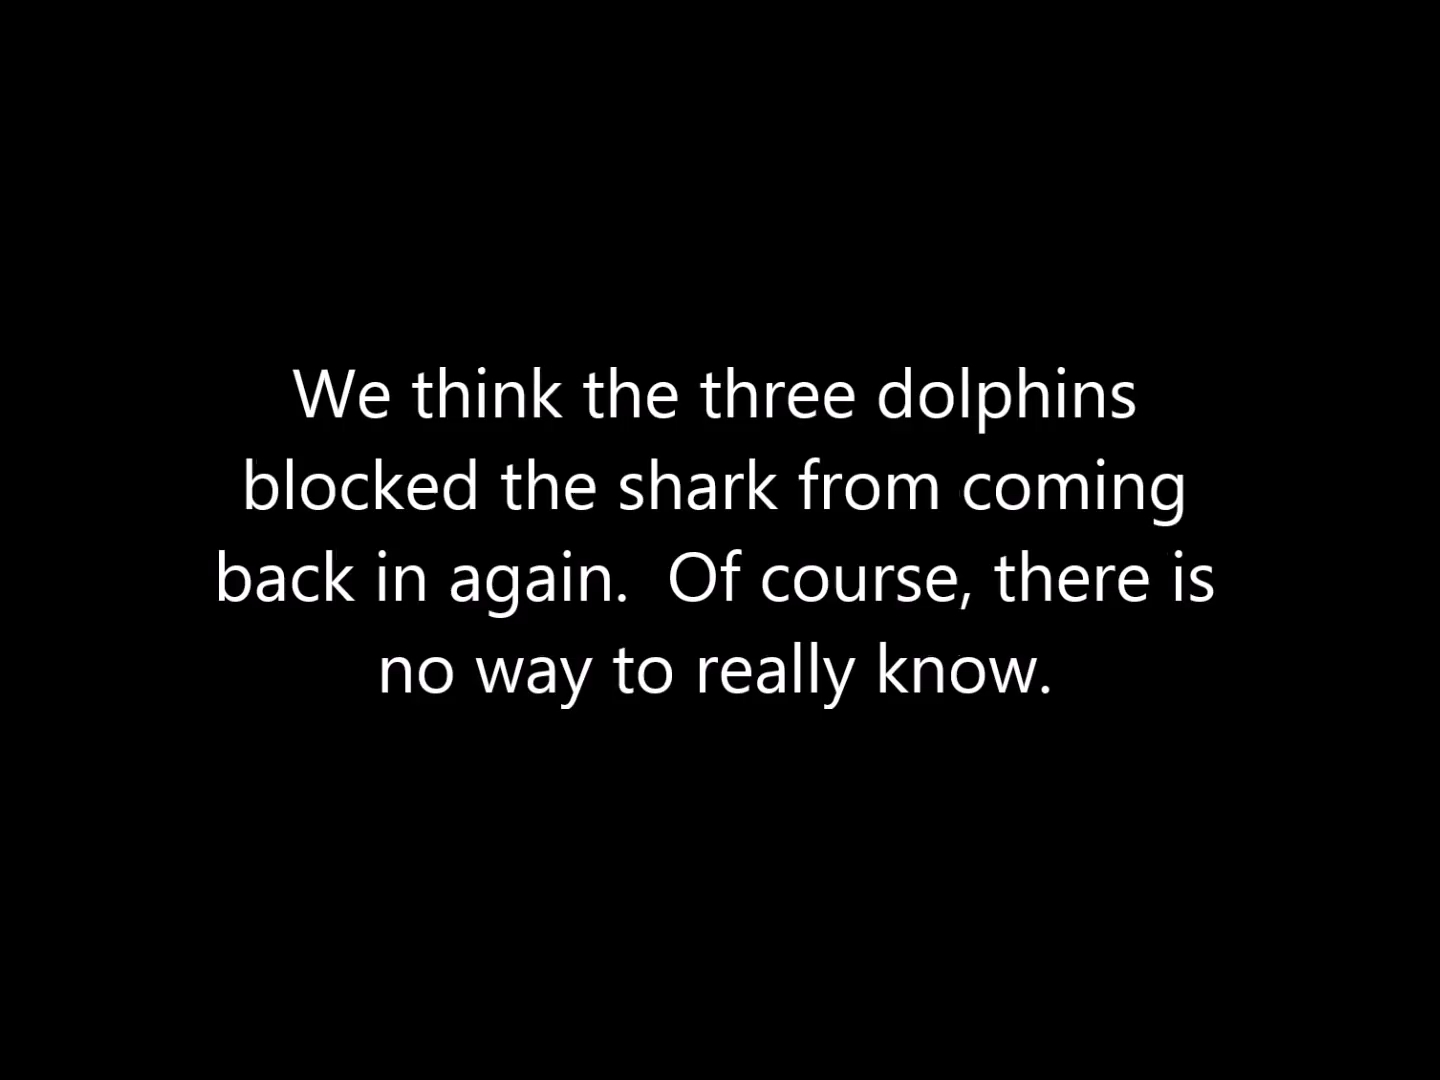 We think the three dolphins
blocked the shark from coming
back in again.  Of course, there is
no way to really know.